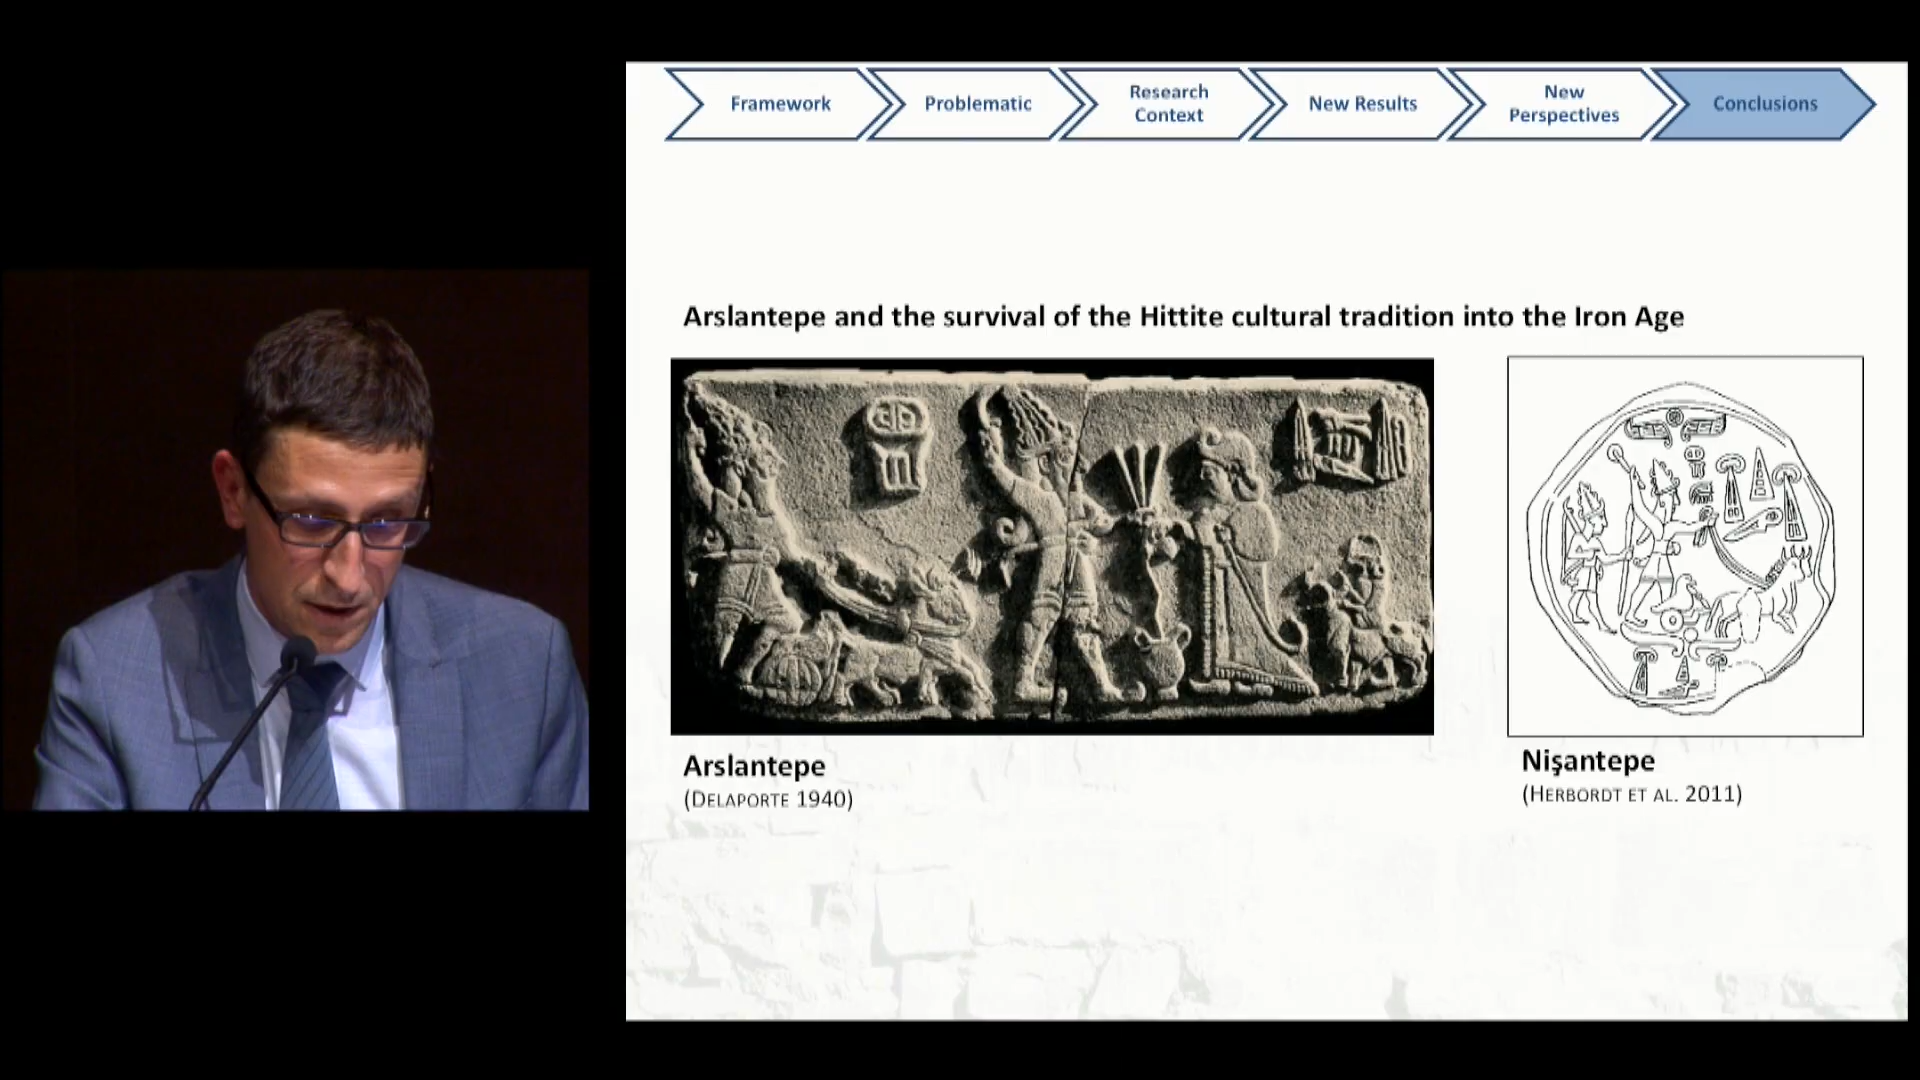 Framework
Problematic
Research
Context
New Results
New
Perspectives
Conclusions
Arslantepe and the survival of the Hittite cultural tradition into the Iron Age
Arslantepe
(DELAPORTE 1940)
Nişantepe
(HERBORDT ET AL. 2011)